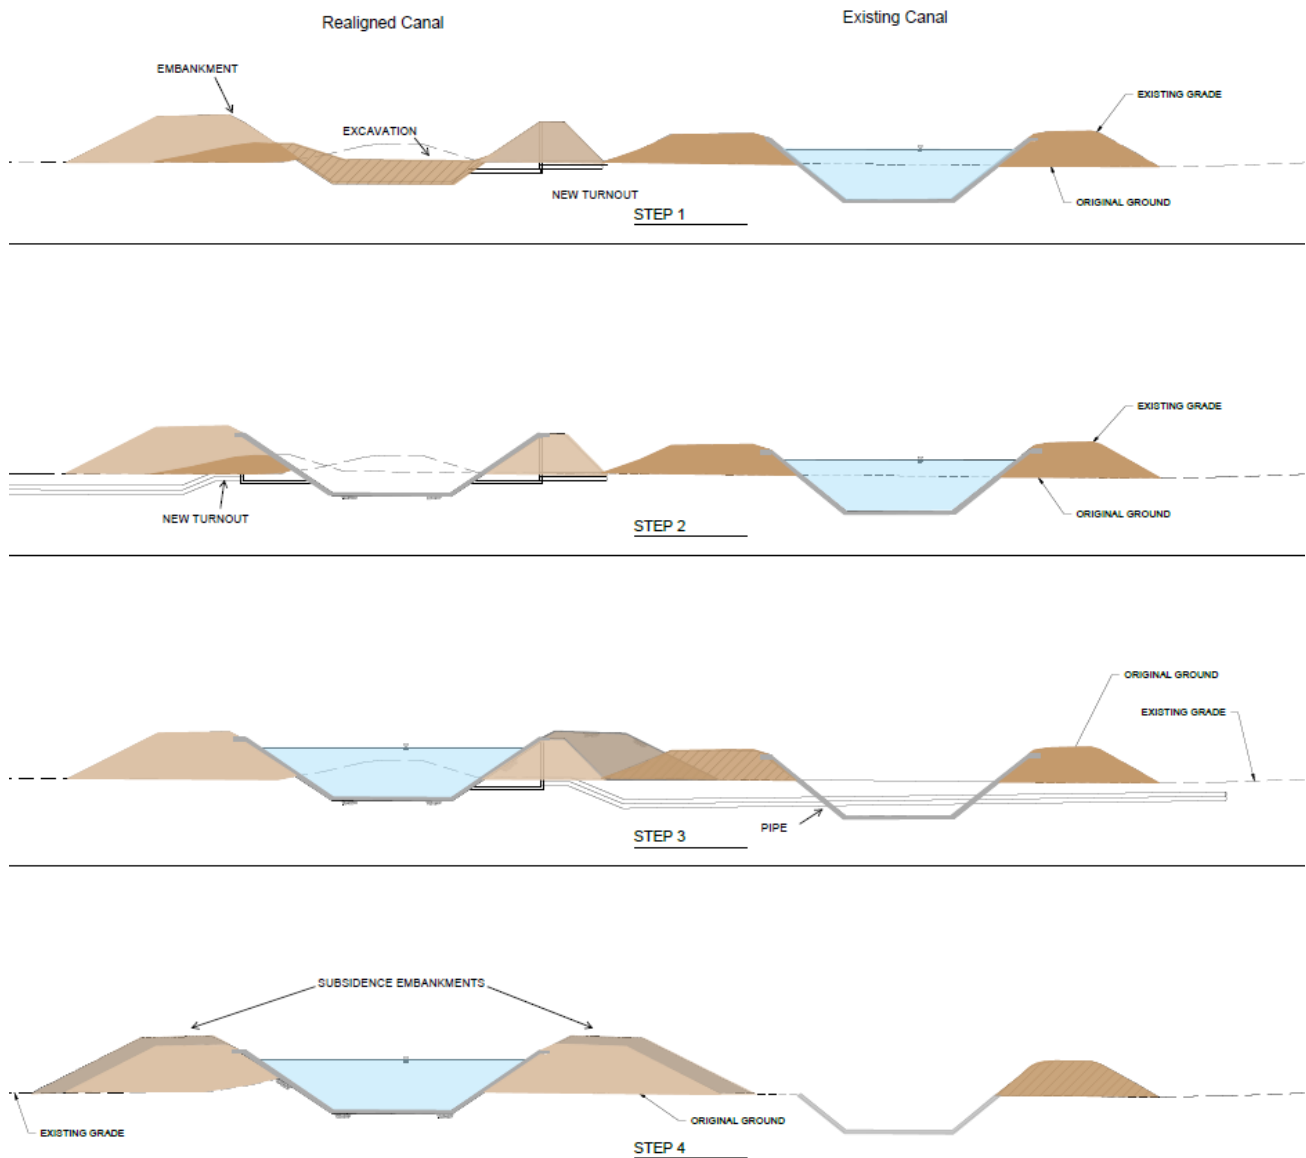 Realigned Canal
Existing Canal
EMBANKMENT
EXCAVATION
EXISTING GRADE
NEW TURNOUT
ORIGINAL GROUND
STEP 1
EXISTING GRADE
NEW TURNOUT
ORIGINAL GROUND
STEP 2
ORIGINAL GROUND
EXISTING GRADE
PIPE
STEP 3
SUBSIDENCE EMBANKMENTS
EXISTING GRADE
ORIGINAL GROUND
STEP 4